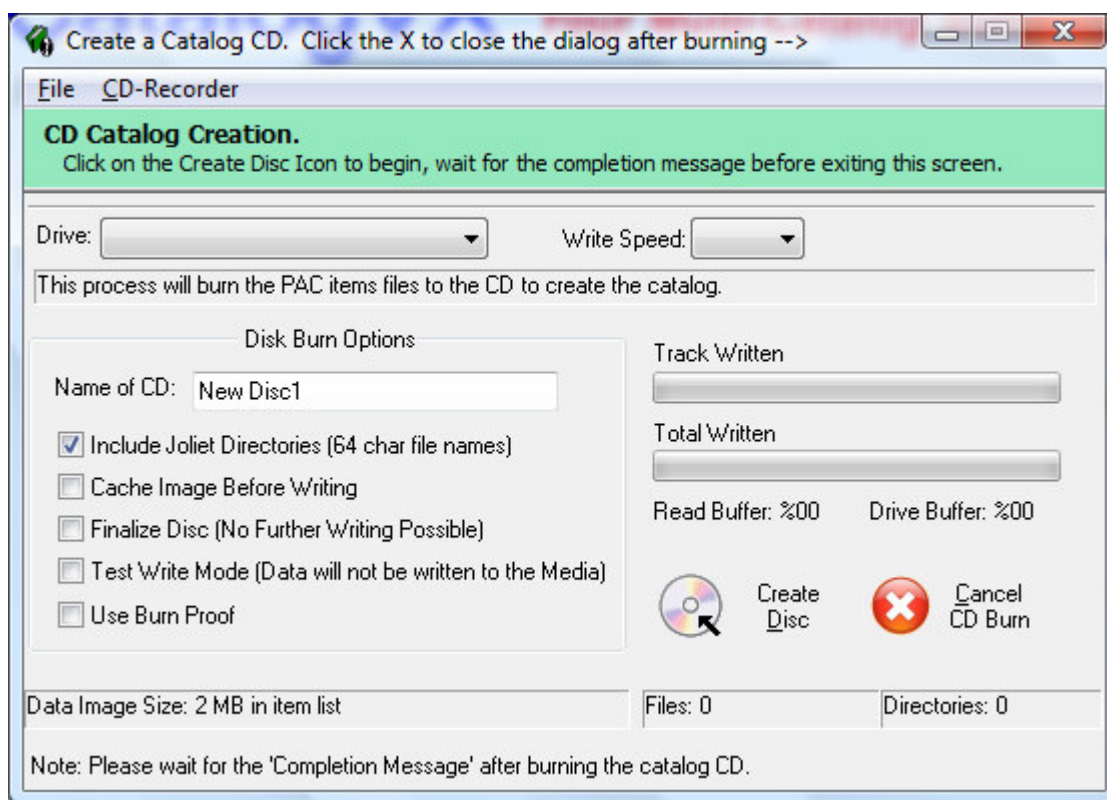 Create a Catalog CD. Click the X to close the dialog after burning -->
File CD-Recorder
CD Catalog Creation.
Click on the Create Disc Icon to begin, wait for the completion message before exiting this screen.
Drive: Write Speed:
This process will burn the PAC items files to the CD to create the catalog.
Disk Burn Options
Name of CD: New Disc1
Include Joliet Directories (64 char file names)
Cache Image Before Writing
Finalize Disc (No Further Writing Possible)
Test Write Mode (Data will not be written to the Media)
Use Burn Proof
Track Written
Total Written
Read Buffer: %00 Drive Buffer: %00
Create
Disc
Cancel
CD Burn
Data Image Size: 2 MB in item list Files: 0 Directories: 0
Note: Please wait for the 'Completion Message' after burning the catalog CD.